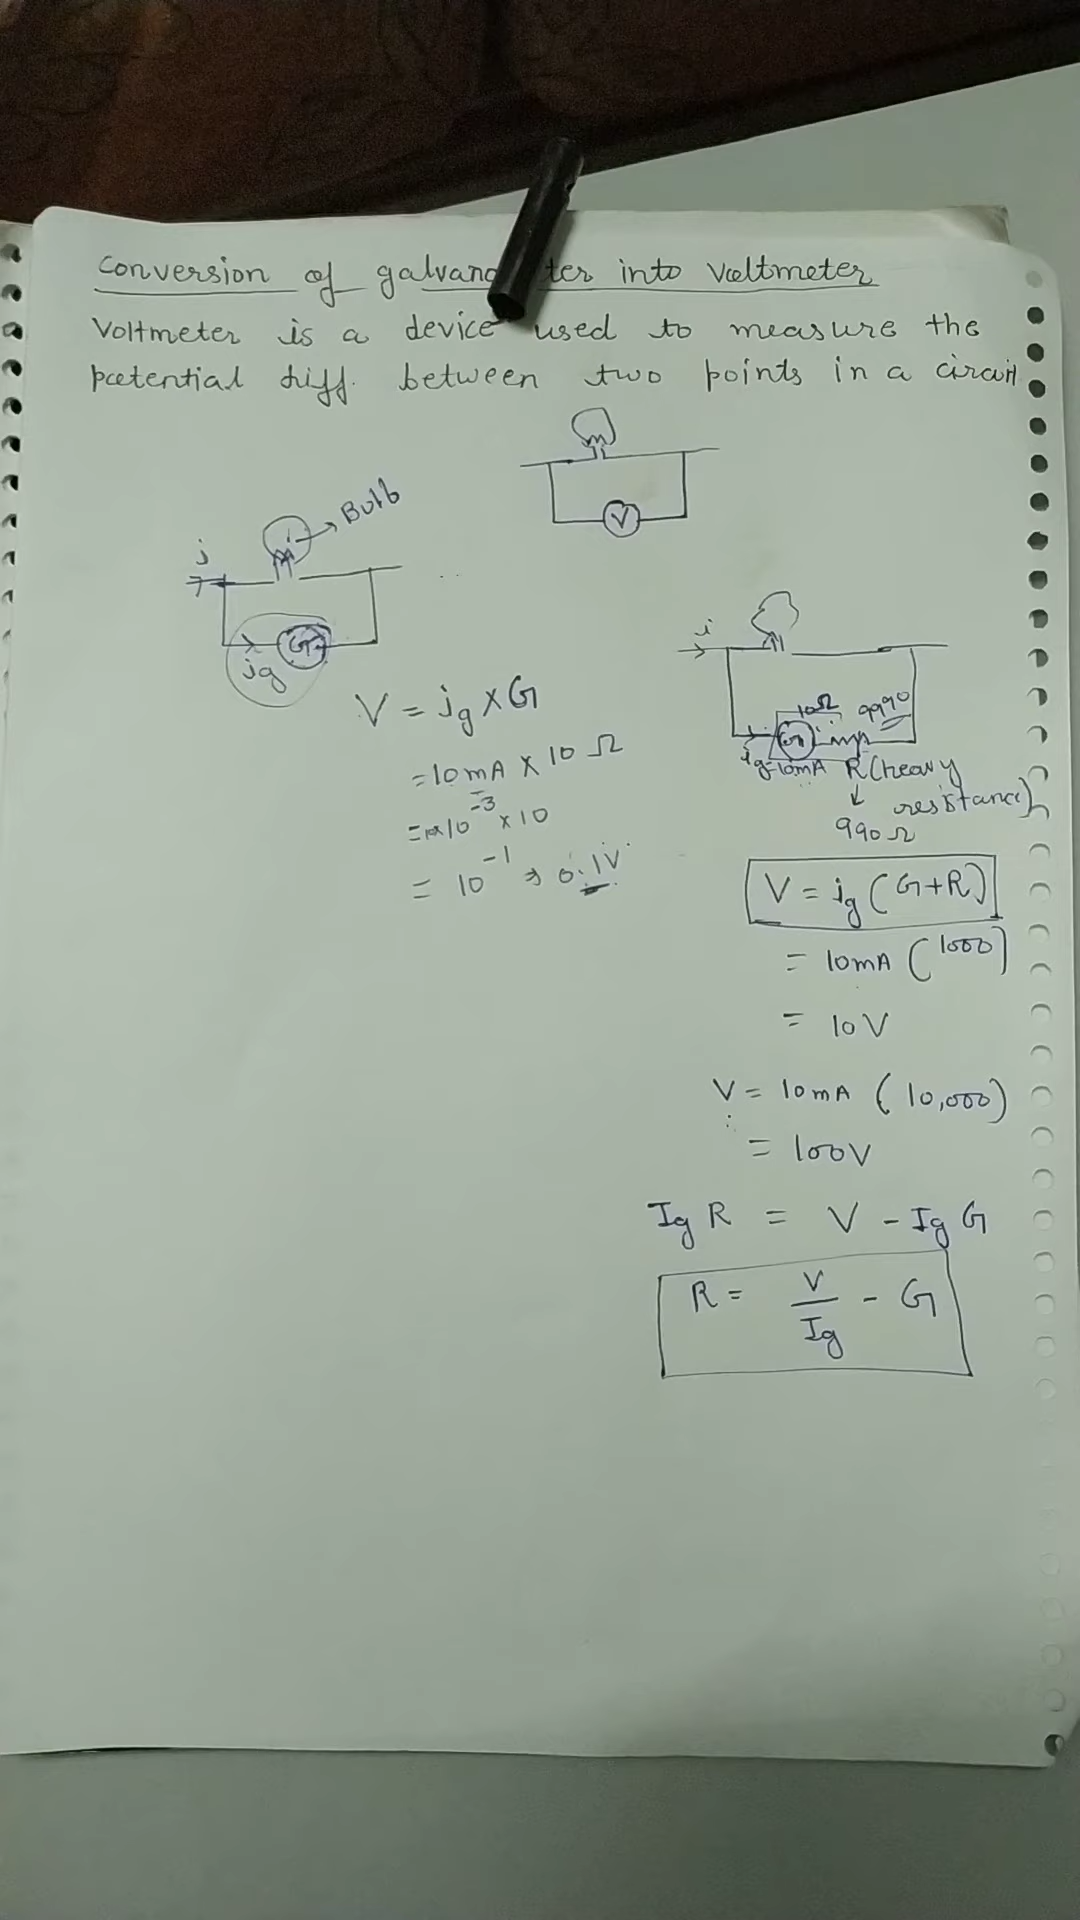 conversion of galvano ter into voltmeter
Voltmeter is a device used to measure the
potential diff. between two points in a circuit
V
i
Bulb
G
ig
V = ig × G
= 10mA × 10 Ω
= 10×10⁻³ × 10
= 10⁻¹ → 0.1V
i
10Ω 9990
G
ig=10mA R(heavy
resistance)
↓
990Ω
V = ig (G+R)
= 10mA (1000)
= 10V
V = 10mA (10,000)
= 100V
Ig R = V - Ig G
R = V/Ig - G